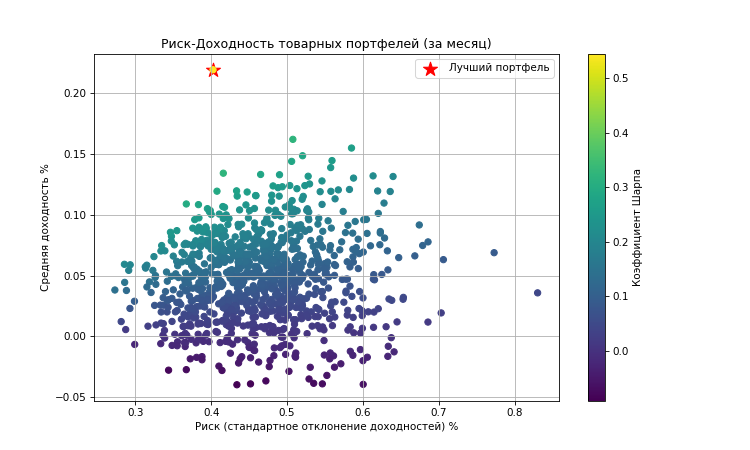 Риск-Доходность товарных портфелей (за месяц)
Лучший портфель
Средняя доходность %
0.20
0.15
0.10
0.05
0.00
−0.05
0.3 0.4 0.5 0.6 0.7 0.8
Риск (стандартное отклонение доходностей) %
0.5
0.4
0.3
0.2
0.1
0.0
Коэффициент Шарпа